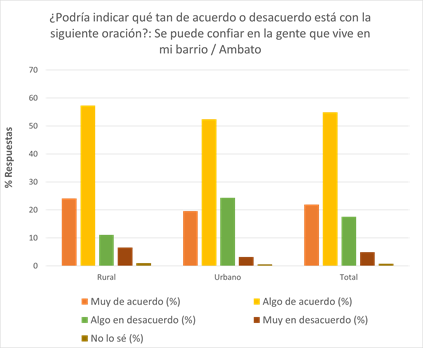 ¿Podría indicar qué tan de acuerdo o desacuerdo está con la
siguiente oración?: Se puede confiar en la gente que vive en
mi barrio / Ambato
% Respuestas
70
60
50
40
30
20
10
0
Rural
Urbano
Total
Muy de acuerdo (%)
Algo de acuerdo (%)
Algo en desacuerdo (%)
Muy en desacuerdo (%)
No lo sé (%)